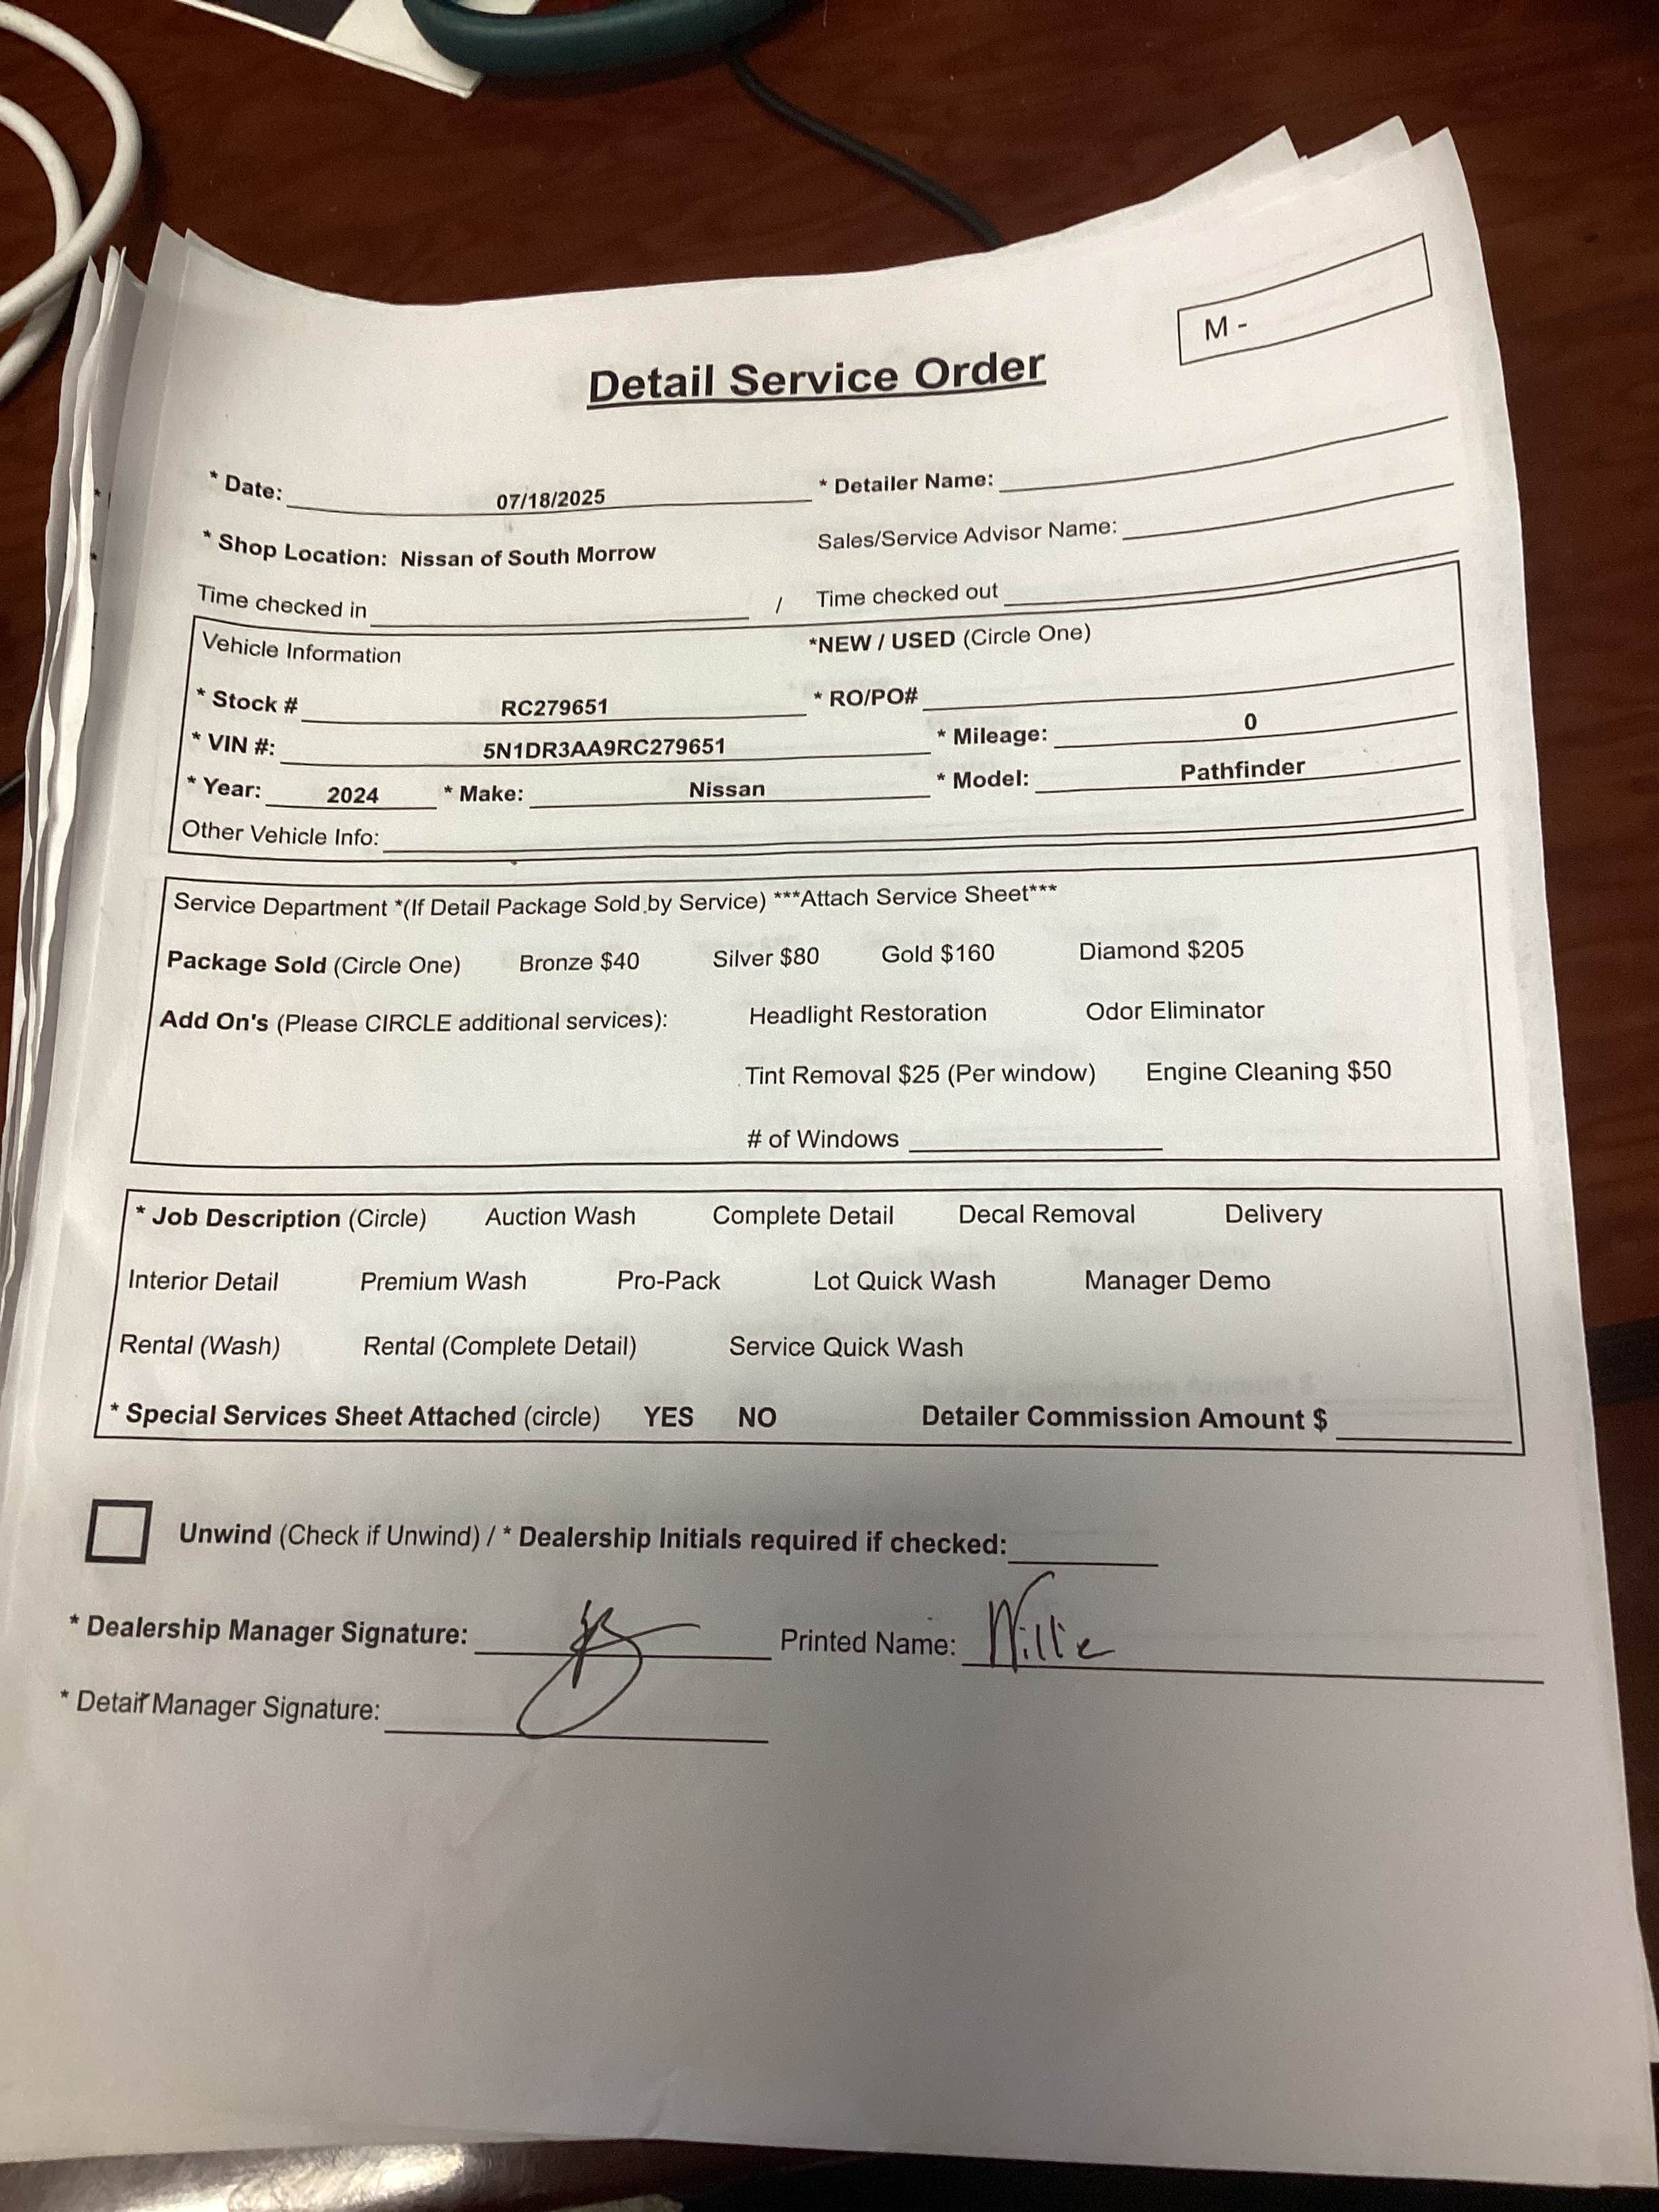 M -
Detail Service Order
* Date: 07/18/2025 * Detailer Name:
* Shop Location: Nissan of South Morrow Sales/Service Advisor Name:
Time checked in / Time checked out
Vehicle Information *NEW / USED (Circle One)
* Stock # RC279651 * RO/PO#
* VIN #: 5N1DR3AA9RC279651 * Mileage: 0
* Year: 2024 * Make: Nissan * Model: Pathfinder
Other Vehicle Info:
Service Department *(If Detail Package Sold by Service) ***Attach Service Sheet***
Package Sold (Circle One) Bronze $40 Silver $80 Gold $160 Diamond $205
Add On's (Please CIRCLE additional services): Headlight Restoration Odor Eliminator
Tint Removal $25 (Per window) Engine Cleaning $50
# of Windows
* Job Description (Circle) Auction Wash Complete Detail Decal Removal Delivery
Interior Detail Premium Wash Pro-Pack Lot Quick Wash Manager Demo
Rental (Wash) Rental (Complete Detail) Service Quick Wash
* Special Services Sheet Attached (circle) YES NO Detailer Commission Amount $
Unwind (Check if Unwind) / * Dealership Initials required if checked:
* Dealership Manager Signature: Printed Name: Willie
* Detail Manager Signature: